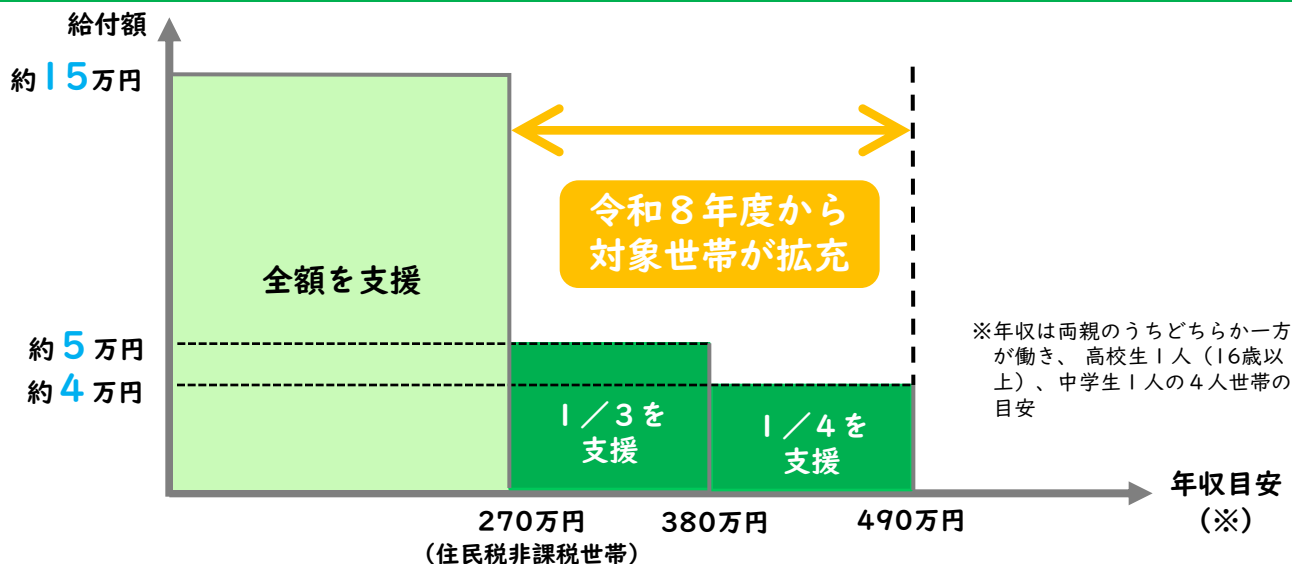 給付額
約15万円
令和8年度から
対象世帯が拡充
全額を支援
約5万円
約4万円
1/3を
支援
1/4を
支援
※年収は両親のうちどちらか一方
が働き、 高校生1人(16歳以
上)、中学生1人の4人世帯の
目安
270万円
(住民税非課税世帯)
380万円
490万円
年収目安
(※)